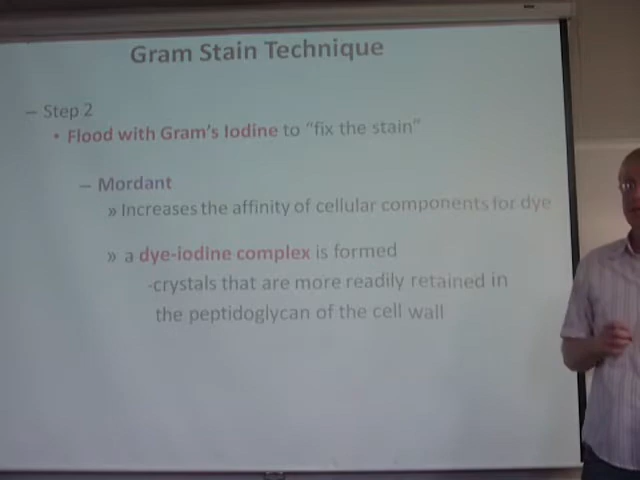 Gram Stain Technique
– Step 2
• Flood with Gram's Iodine to "fix the stain"
– Mordant
» Increases the affinity of cellular components for dye
» a dye-iodine complex is formed
-crystals that are more readily retained in
the peptidoglycan of the cell wall